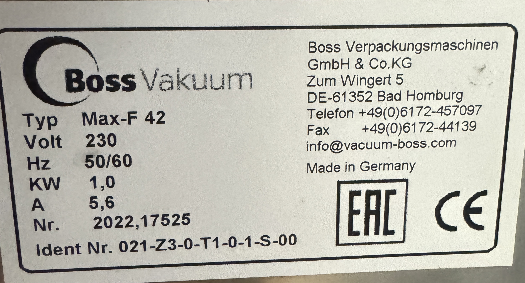 Boss Vakuum
Typ Max-F 42
Volt 230
Hz 50/60
KW 1,0
A 5,6
Nr. 2022,17525
Ident Nr. 021-Z3-0-T1-0-1-S-00
Boss Verpackungsmaschinen
GmbH & Co.KG
Zum Wingert 5
DE-61352 Bad Homburg
Telefon +49(0)6172-457097
Fax +49(0)6172-44139
info@vacuum-boss.com
Made in Germany
EAC CE